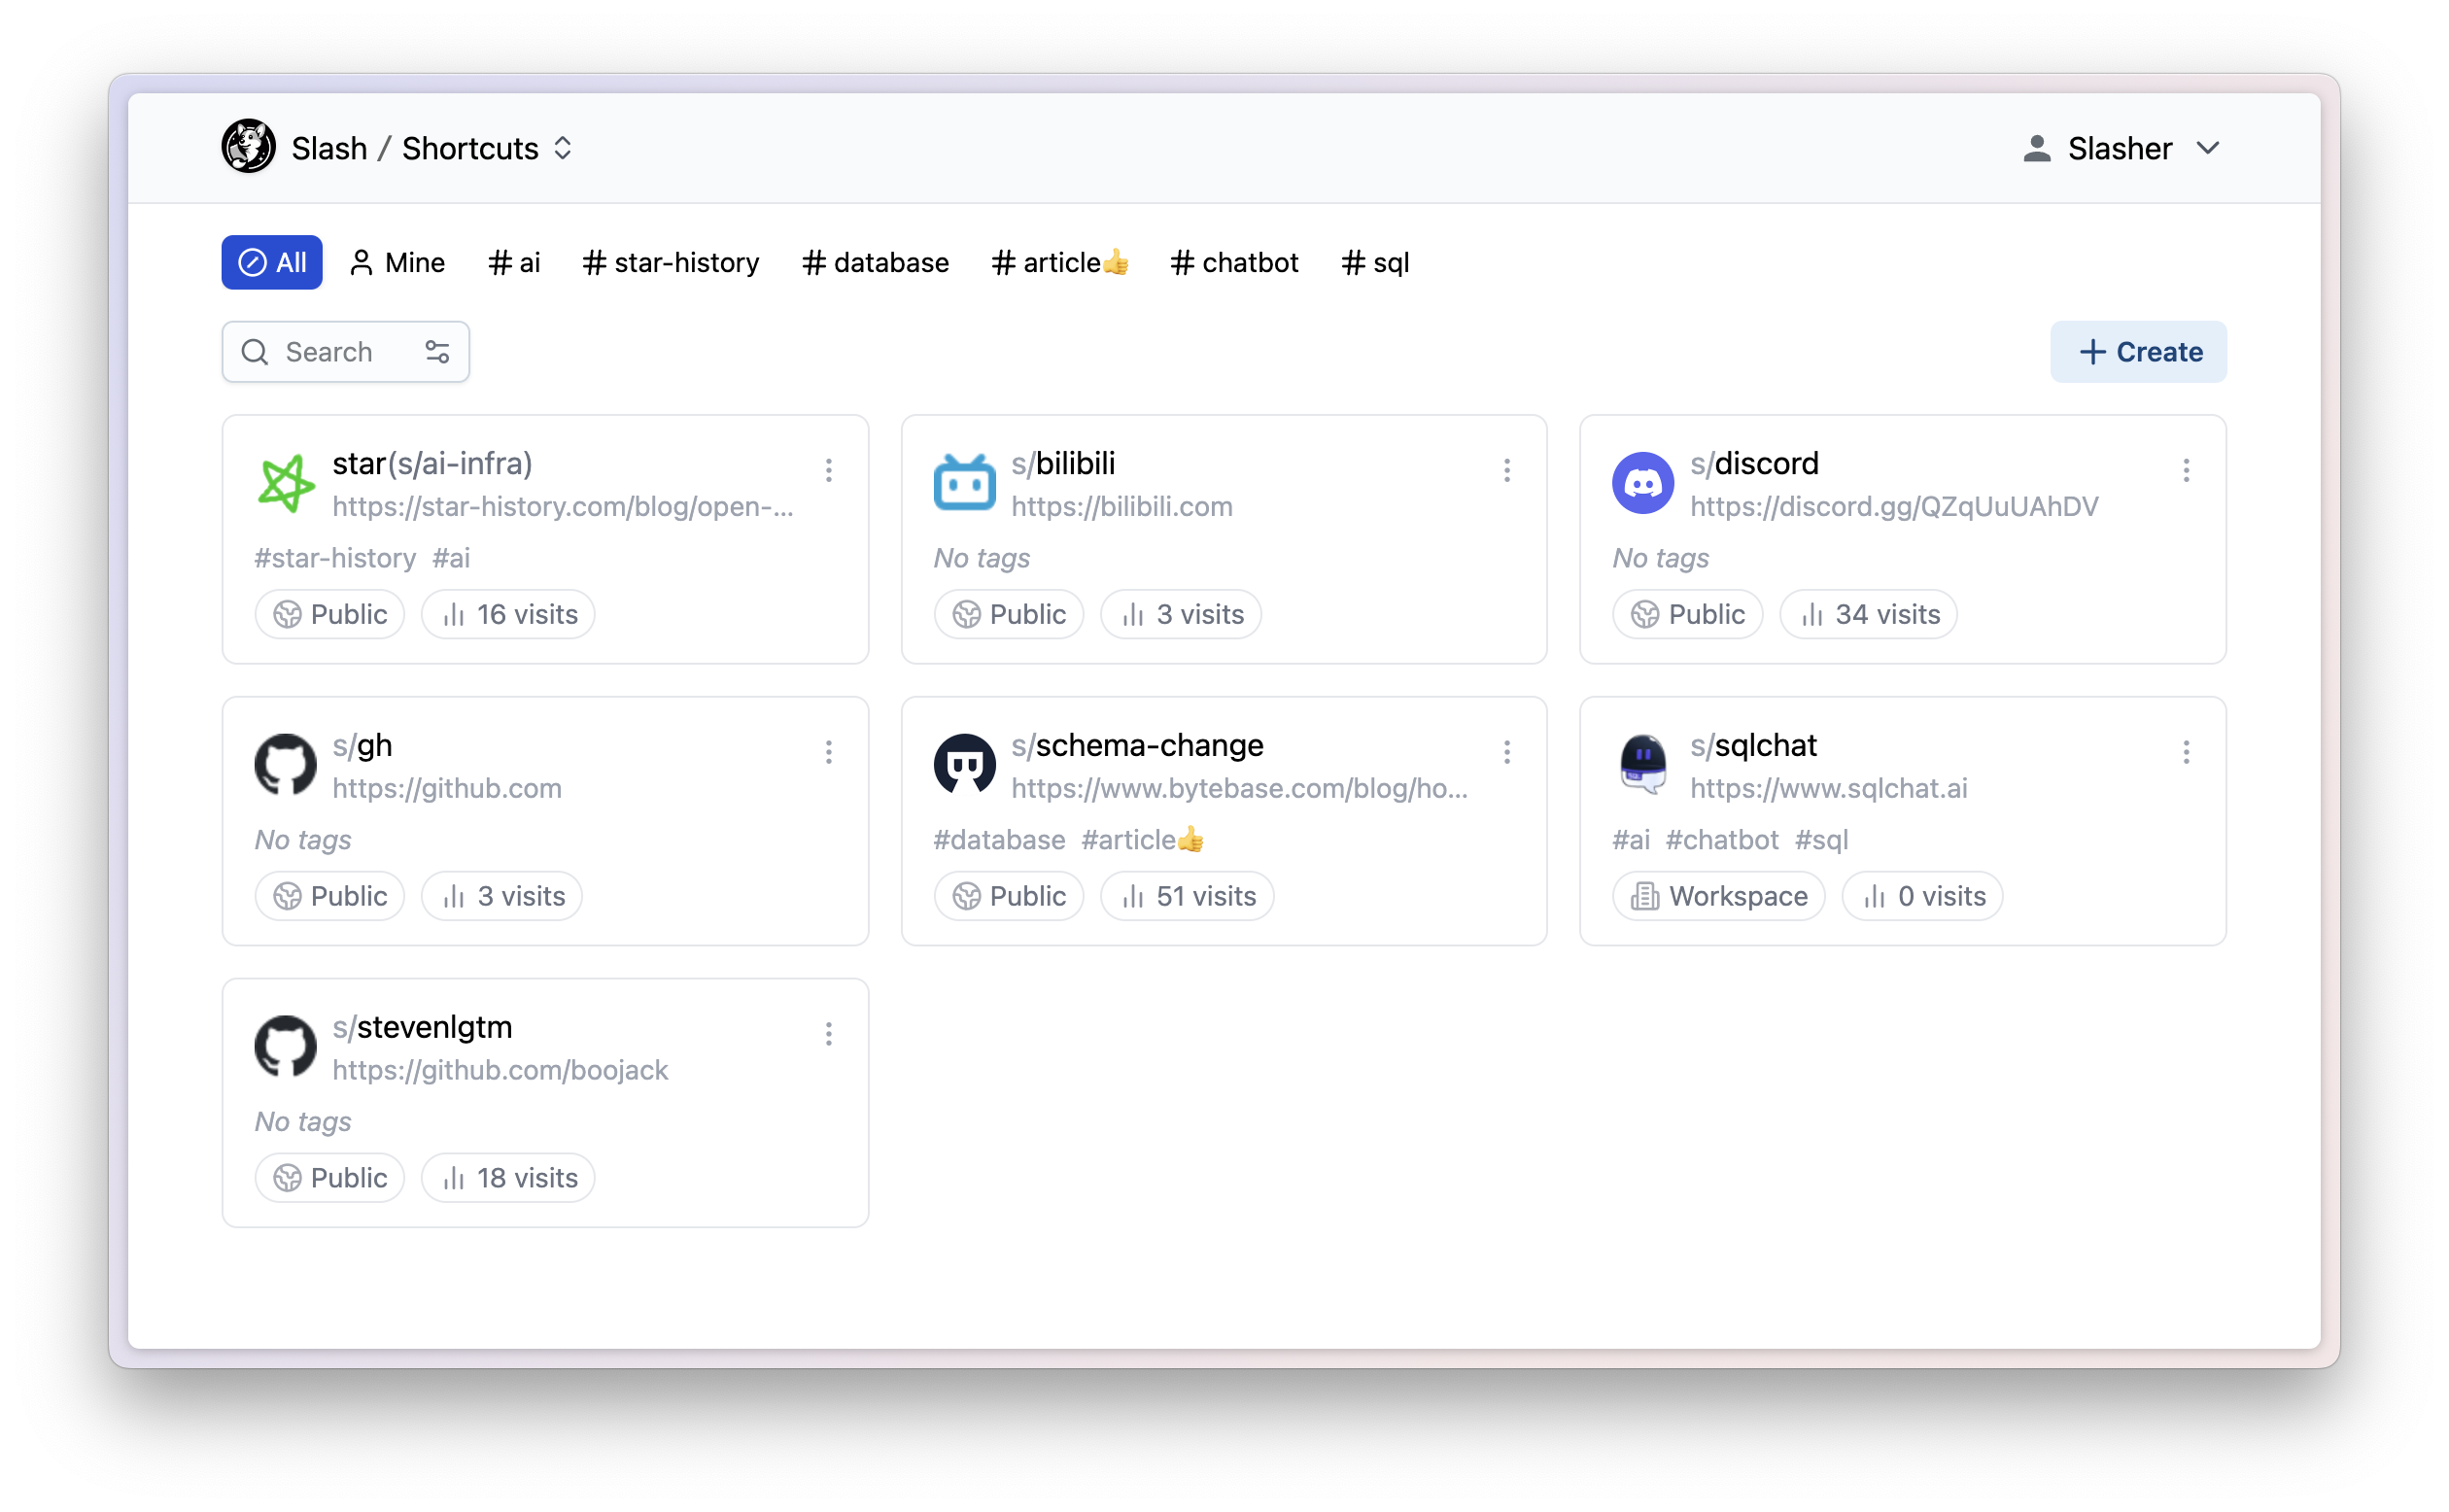 Slash / Shortcuts
Slasher
All Mine # ai # star-history # database # article👍 # chatbot # sql
Search
+ Create
star(s/ai-infra)
https://star-history.com/blog/open-...
#star-history #ai
Public 16 visits
s/bilibili
https://bilibili.com
No tags
Public 3 visits
s/discord
https://discord.gg/QZqUuUAhDV
No tags
Public 34 visits
s/gh
https://github.com
No tags
Public 3 visits
s/schema-change
https://www.bytebase.com/blog/ho...
#database #article👍
Public 51 visits
s/sqlchat
https://www.sqlchat.ai
#ai #chatbot #sql
Workspace 0 visits
s/stevenlgtm
https://github.com/boojack
No tags
Public 18 visits